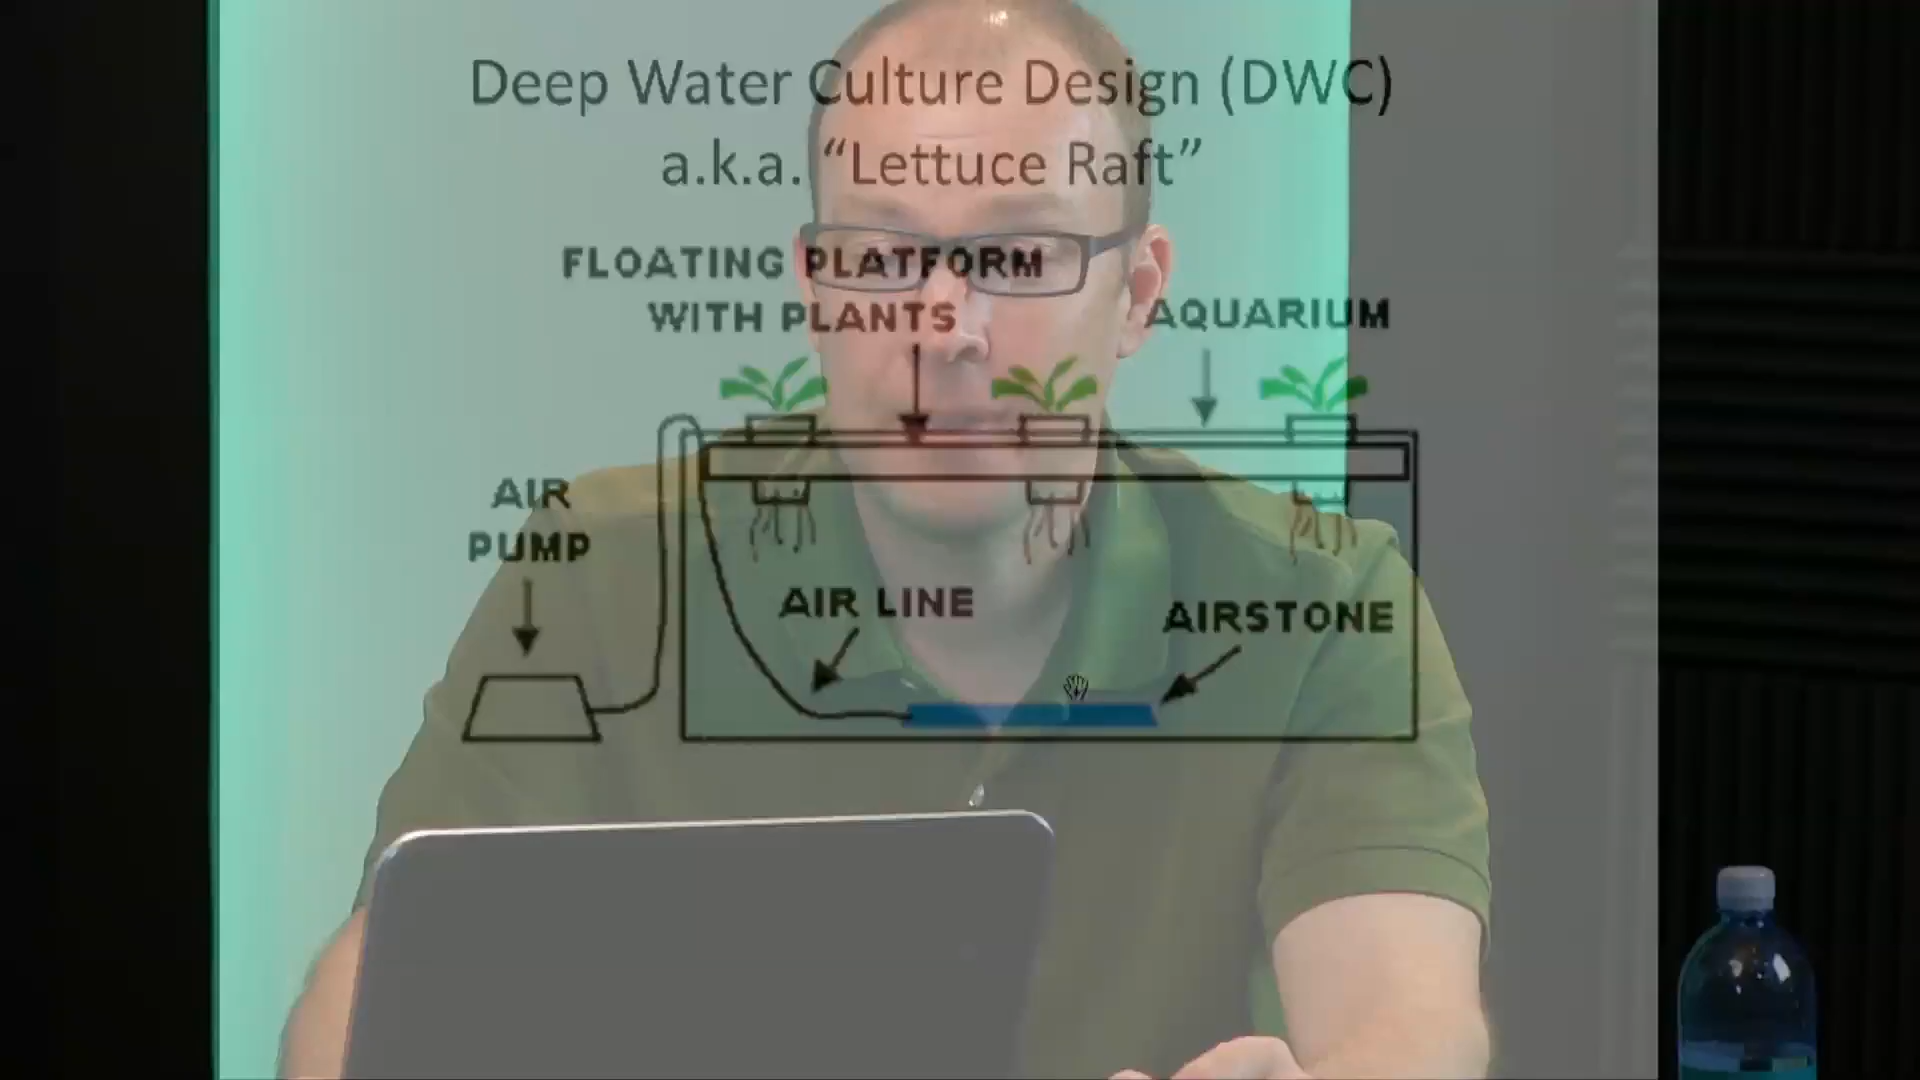 Deep Water Culture Design (DWC)
a.k.a. “Lettuce Raft”
FLOATING PLATFORM
WITH PLANTS
AQUARIUM
AIR
PUMP
AIR LINE
AIRSTONE